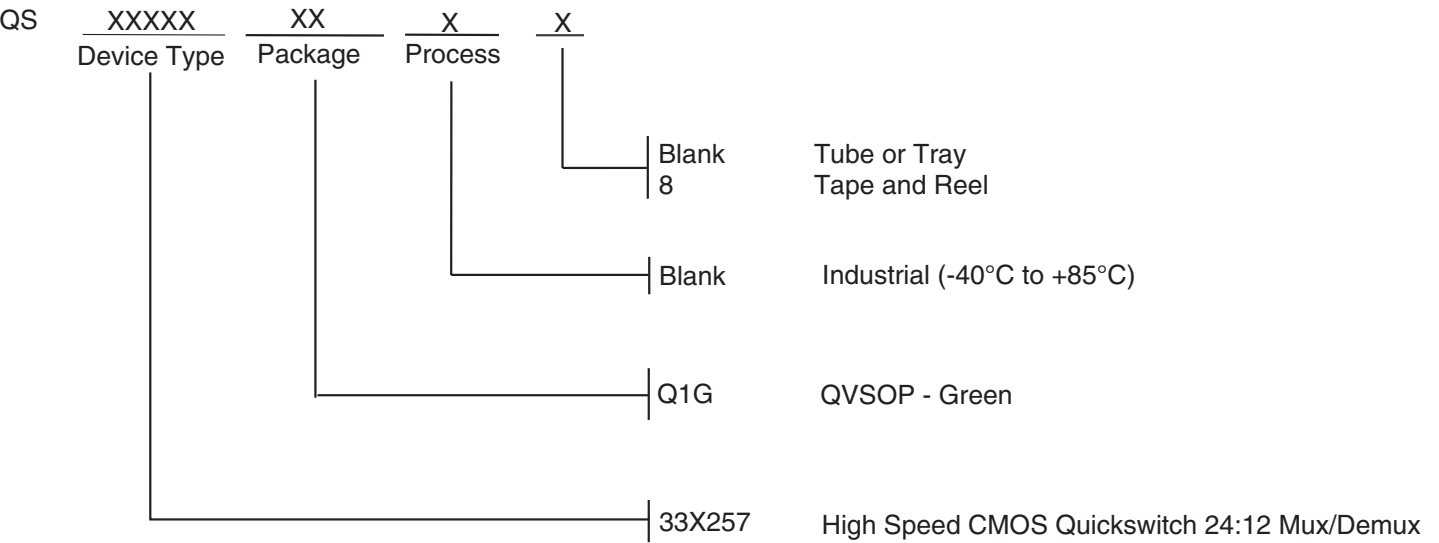 QS XXXXX XX X X
Device Type Package Process
Blank Tube or Tray
8 Tape and Reel
Blank Industrial (-40°C to +85°C)
Q1G QVSOP - Green
33X257 High Speed CMOS Quickswitch 24:12 Mux/Demux